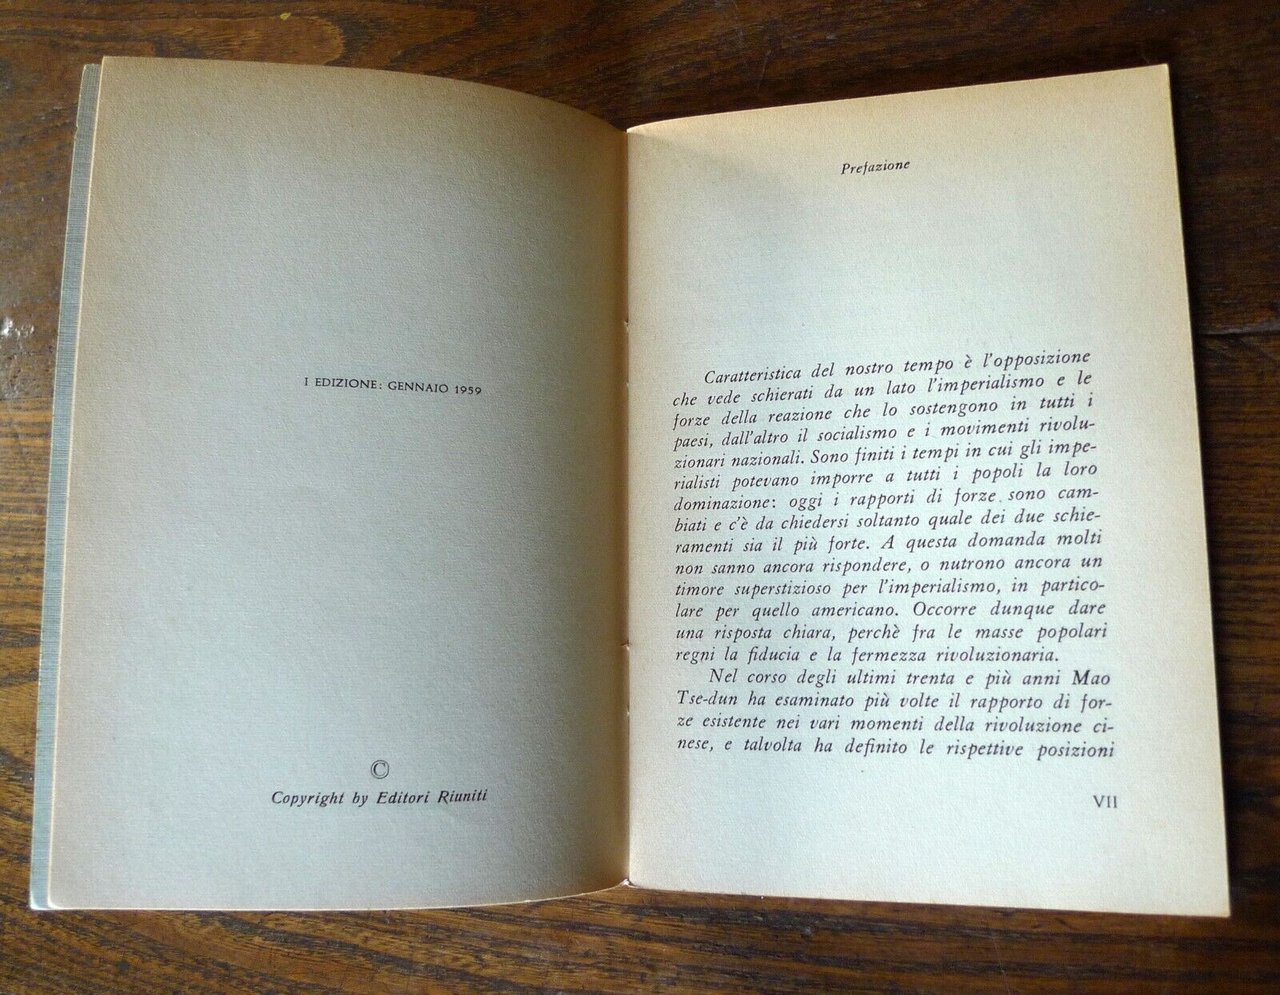 I EDIZIONE: GENNAIO 1959
©
Copyright by Editori Riuniti
Prefazione
Caratteristica del nostro tempo è l'opposizione
che vede schierati da un lato l'imperialismo e le
forze della reazione che lo sostengono in tutti i
paesi, dall'altro il socialismo e i movimenti rivolu-
zionari nazionali. Sono finiti i tempi in cui gli impe-
rialisti potevano imporre a tutti i popoli la loro
dominazione: oggi i rapporti di forze sono cam-
biati e c'è da chiedersi soltanto quale dei due schie-
ramenti sia il più forte. A questa domanda molti
non sanno ancora rispondere, o nutrono ancora un
timore superstizioso per l'imperialismo, in partico-
lare per quello americano. Occorre dunque dare
una risposta chiara, perchè fra le masse popolari
regni la fiducia e la fermezza rivoluzionaria.
Nel corso degli ultimi trenta e più anni Mao
Tse-dun ha esaminato più volte il rapporto di for-
ze esistente nei vari momenti della rivoluzione ci-
nese, e talvolta ha definito le rispettive posizioni
VII